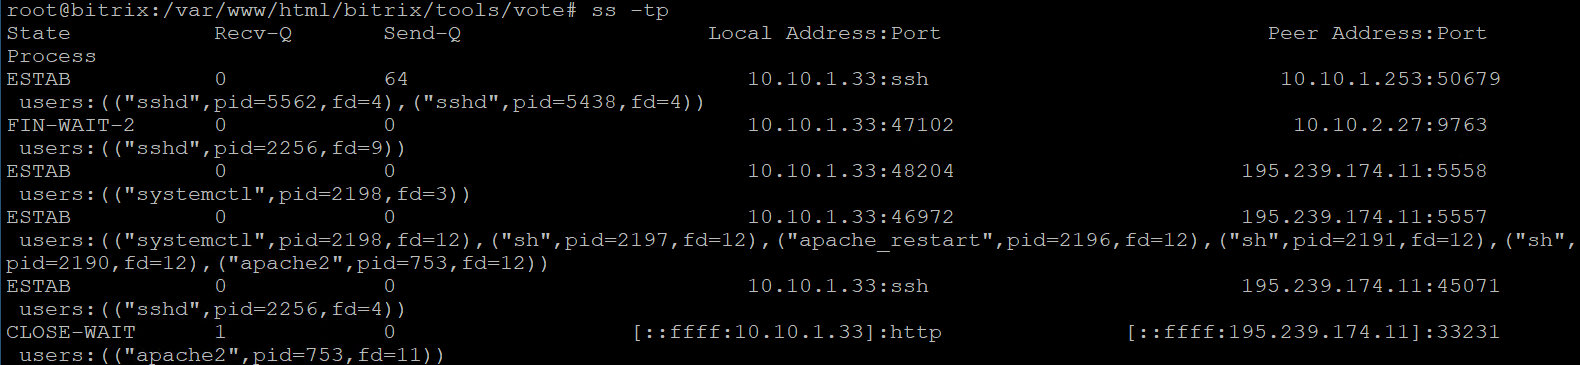 root@bitrix:/var/www/html/bitrix/tools/vote# ss -tp
State Recv-Q Send-Q Local Address:Port Peer Address:Port
Process
ESTAB 0 64 10.10.1.33:ssh 10.10.1.253:50679
users:(("sshd",pid=5562,fd=4),("sshd",pid=5438,fd=4))
FIN-WAIT-2 0 0 10.10.1.33:47102 10.10.2.27:9763
users:(("sshd",pid=2256,fd=9))
ESTAB 0 0 10.10.1.33:48204 195.239.174.11:5558
users:(("systemctl",pid=2198,fd=3))
ESTAB 0 0 10.10.1.33:46972 195.239.174.11:5557
users:(("systemctl",pid=2198,fd=12),("sh",pid=2197,fd=12),("apache_restart",pid=2196,fd=12),("sh",pid=2191,fd=12),("sh",
pid=2190,fd=12),("apache2",pid=753,fd=12))
ESTAB 0 0 10.10.1.33:ssh 195.239.174.11:45071
users:(("sshd",pid=2256,fd=4))
CLOSE-WAIT 1 0 [::ffff:10.10.1.33]:http [::ffff:195.239.174.11]:33231
users:(("apache2",pid=753,fd=11))